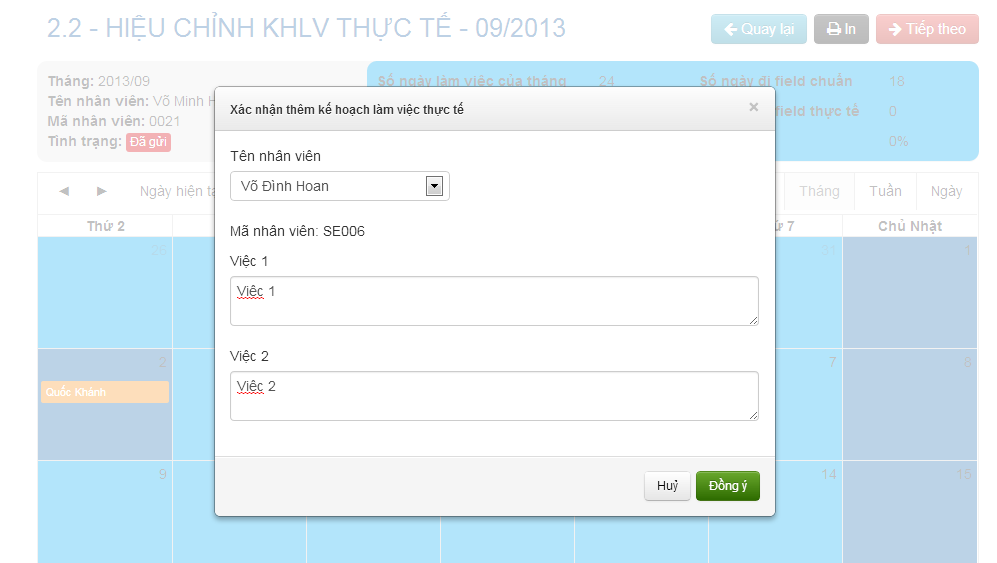 2.2 - HIỆU CHỈNH KHLV THỰC TẾ - 09/2013
Quay lại
In
Tiếp theo
Tháng: 2013/09
Tên nhân viên: Võ Minh
Mã nhân viên: 0021
Tình trạng: Đã gửi
Số ngày làm việc của tháng 24
Số ngày đi field chuẩn 18
field thực tế 0
0%
Xác nhận thêm kế hoạch làm việc thực tế
×
Tên nhân viên
Võ Đình Hoan
Mã nhân viên: SE006
Việc 1
Việc 1
Việc 2
Việc 2
Huỷ
Đồng ý
Ngày hiện
Tháng
Tuần
Ngày
Thứ 2
7
Chủ Nhật
26
31
1
2
Quốc Khánh
7
8
9
14
15